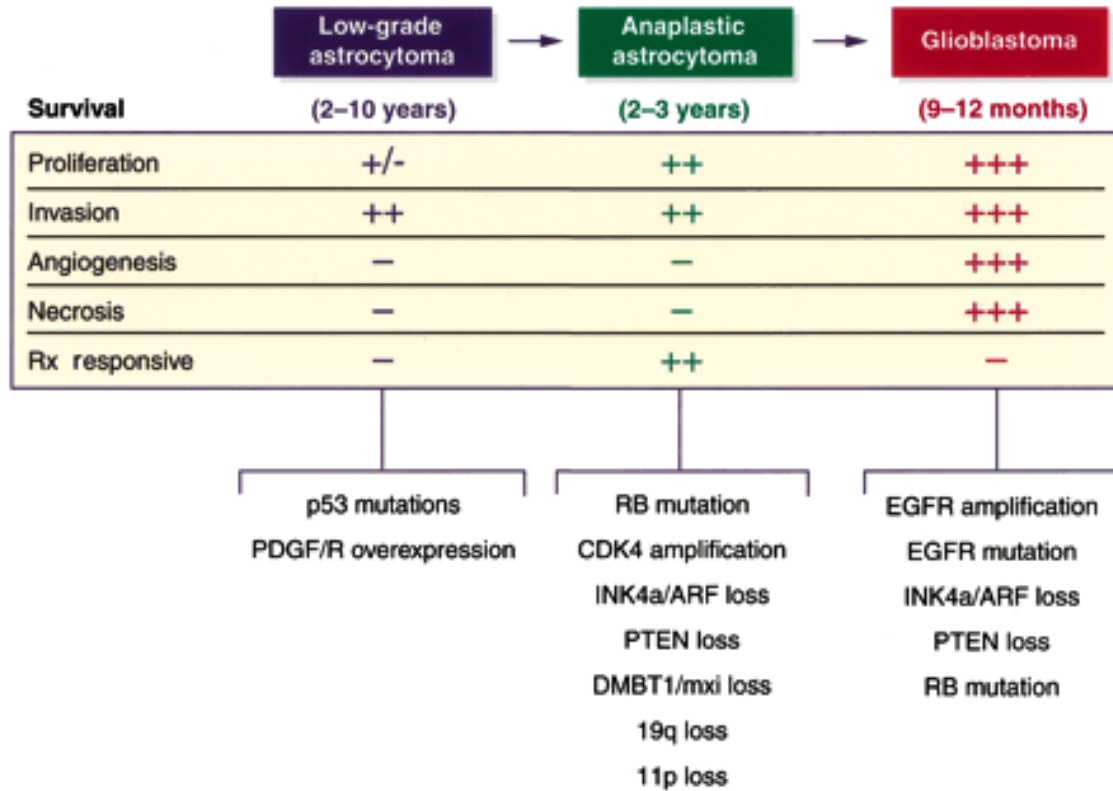 Low-grade astrocytoma → Anaplastic astrocytoma → Glioblastoma
Survival (2–10 years) (2–3 years) (9–12 months)
Proliferation +/- ++ +++
Invasion ++ ++ +++
Angiogenesis − − +++
Necrosis − − +++
Rx responsive − ++ −
p53 mutations RB mutation EGFR amplification
PDGF/R overexpression CDK4 amplification EGFR mutation
INK4a/ARF loss INK4a/ARF loss
PTEN loss PTEN loss
DMBT1/mxi loss RB mutation
19q loss
11p loss